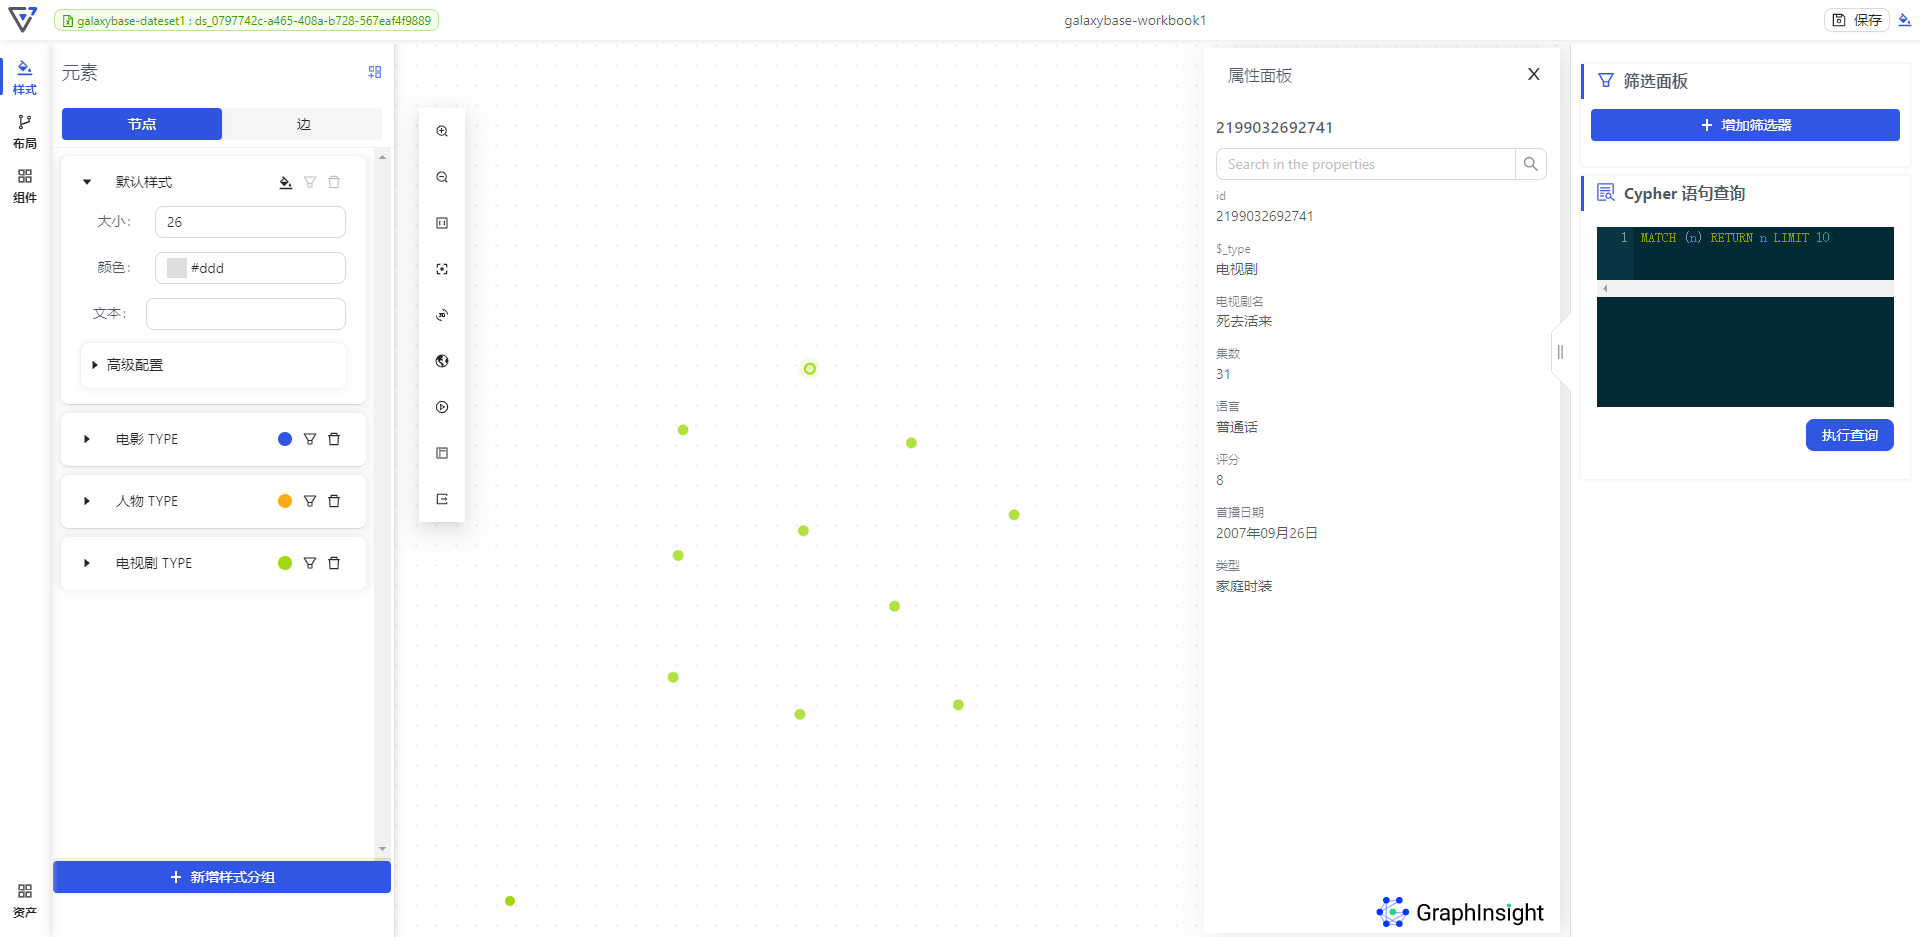 galaxybase-dateset1 : ds_0797742c-a465-408a-b728-567eaf4f9889
galaxybase-workbook1
保存
样式
布局
组件
资产
元素
节点
边
默认样式
大小:
26
颜色:
#ddd
文本:
高级配置
电影 TYPE
人物 TYPE
电视剧 TYPE
+ 新增样式分组
属性面板
X
2199032692741
Search in the properties
id
2199032692741
$_type
电视剧
电视剧名
死去活来
集数
31
语言
普通话
评分
8
首播日期
2007年09月26日
类型
家庭时装
GraphInsight
筛选面板
+ 增加筛选器
Cypher 语句查询
1 MATCH (n) RETURN n LIMIT 10
执行查询